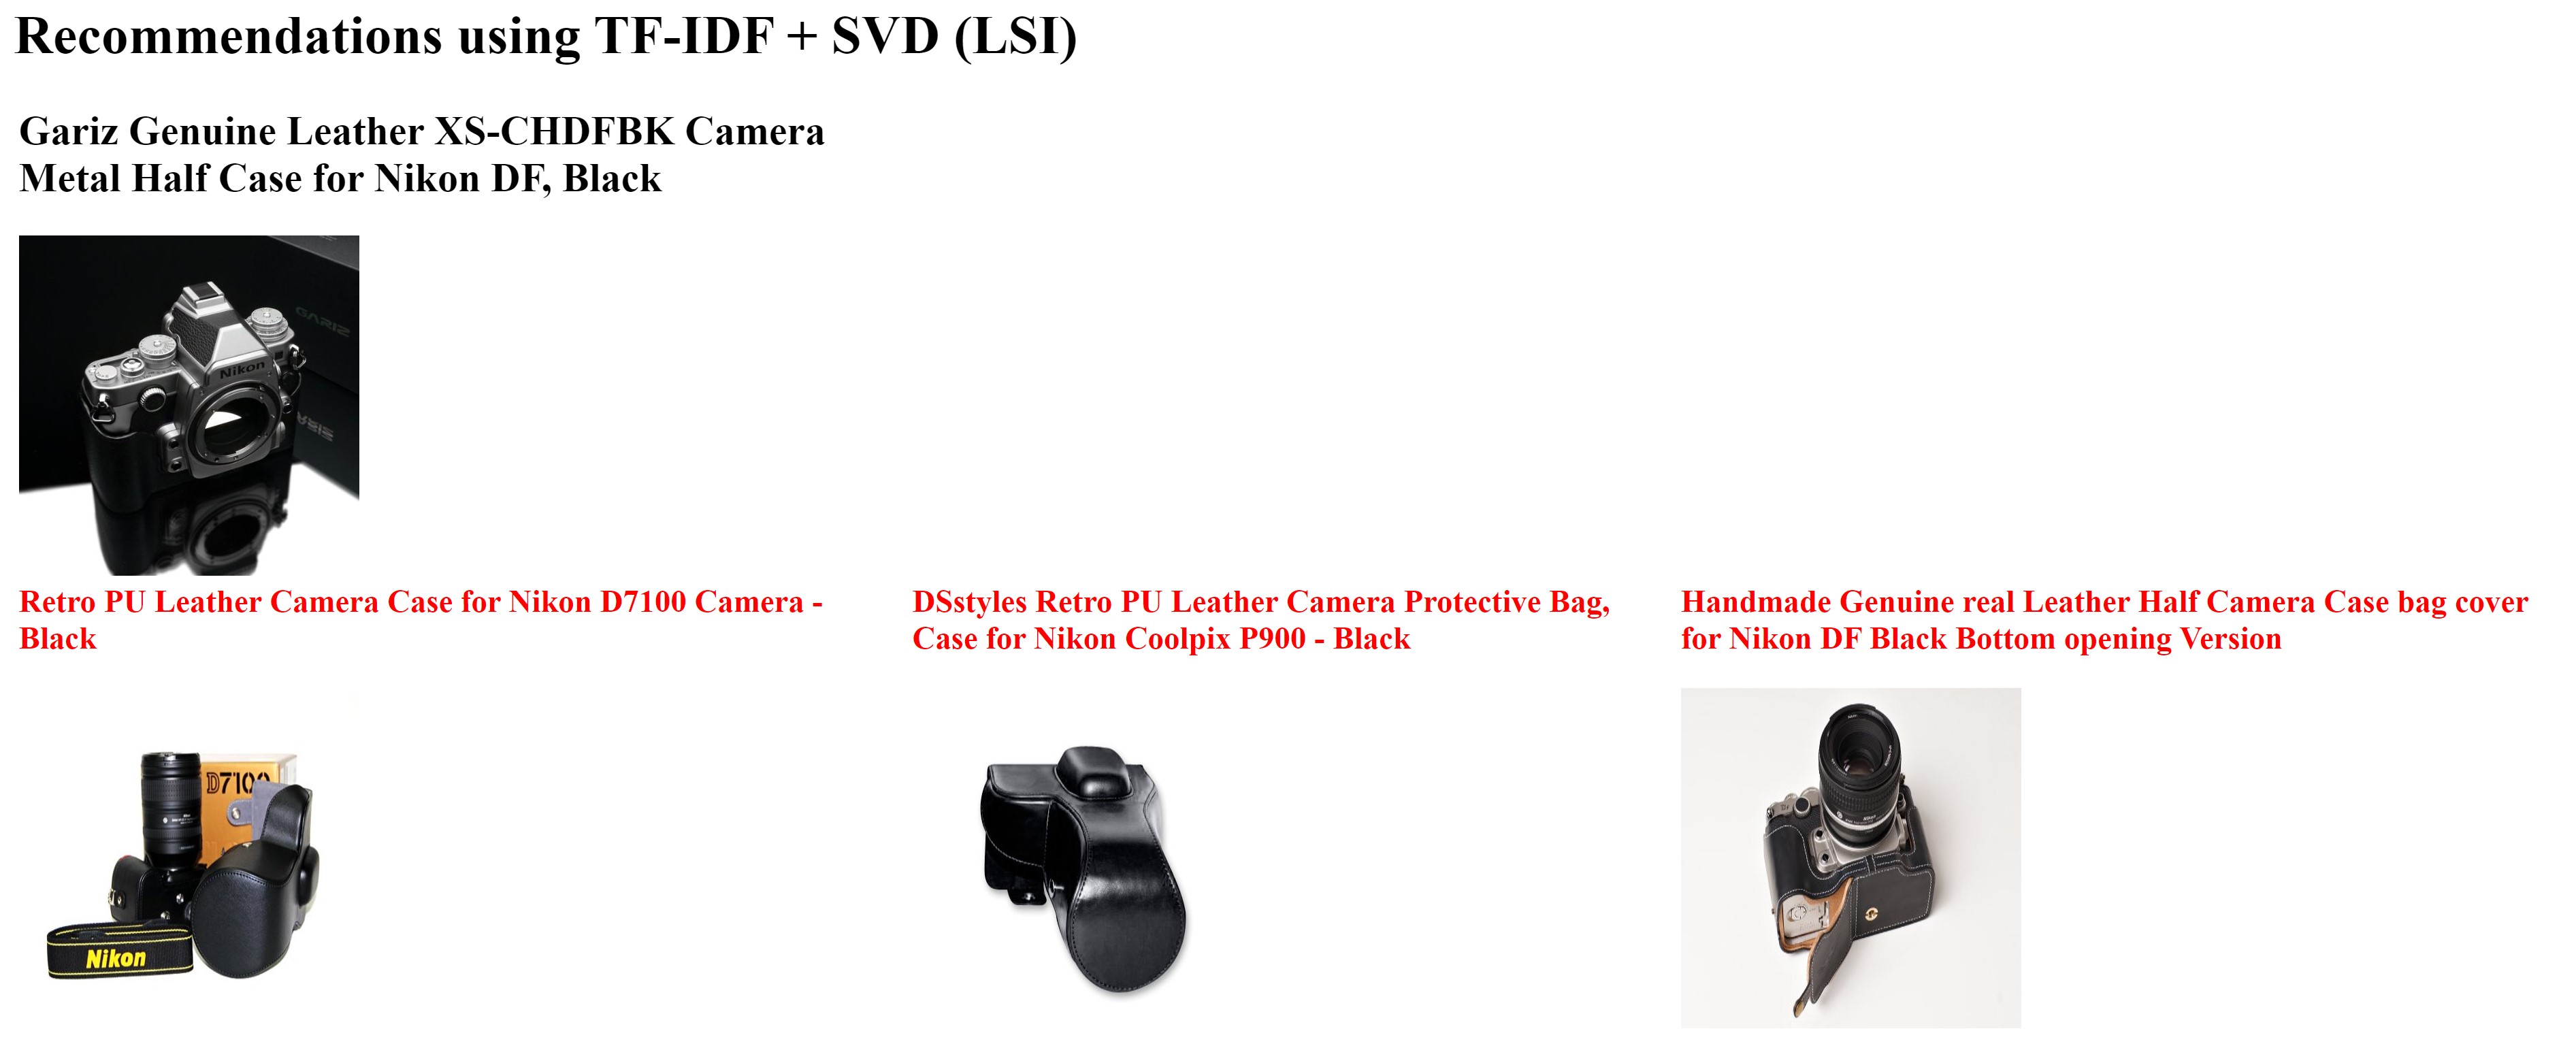 Recommendations using TF-IDF + SVD (LSI)
Gariz Genuine Leather XS-CHDFBK Camera
Metal Half Case for Nikon DF, Black
GARIZ
Nikon
Retro PU Leather Camera Case for Nikon D7100 Camera -
Black
DSstyles Retro PU Leather Camera Protective Bag,
Case for Nikon Coolpix P900 - Black
Handmade Genuine real Leather Half Camera Case bag cover
for Nikon DF Black Bottom opening Version
D7100
Nikon